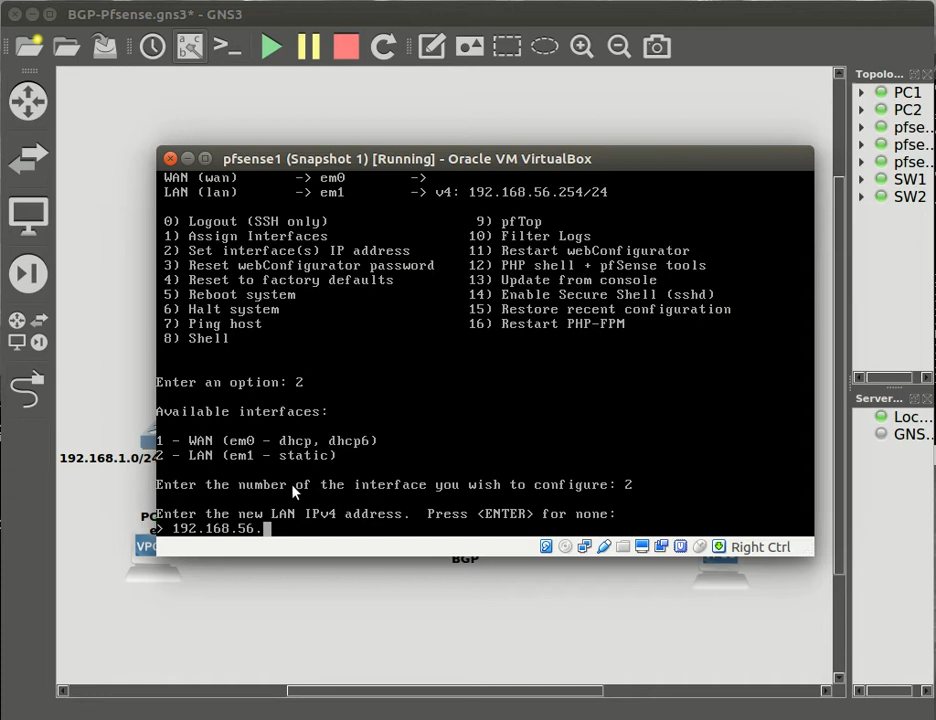 BGP-Pfsense.gns3* - GNS3
Topolo...
PC1
PC2
pfse...
pfse...
pfse...
SW1
SW2
Server...
Loc...
GNS...
192.168.1.0/24
PC
e
VPC
BGP
pfsense1 (Snapshot 1) [Running] - Oracle VM VirtualBox
WAN (wan) -> em0 ->
LAN (lan) -> em1 -> v4: 192.168.56.254/24
0) Logout (SSH only) 9) pfTop
1) Assign Interfaces 10) Filter Logs
2) Set interface(s) IP address 11) Restart webConfigurator
3) Reset webConfigurator password 12) PHP shell + pfSense tools
4) Reset to factory defaults 13) Update from console
5) Reboot system 14) Enable Secure Shell (sshd)
6) Halt system 15) Restore recent configuration
7) Ping host 16) Restart PHP-FPM
8) Shell
Enter an option: 2
Available interfaces:
1 - WAN (em0 - dhcp, dhcp6)
2 - LAN (em1 - static)
Enter the number of the interface you wish to configure: 2
Enter the new LAN IPv4 address. Press <ENTER> for none:
> 192.168.56.
Right Ctrl